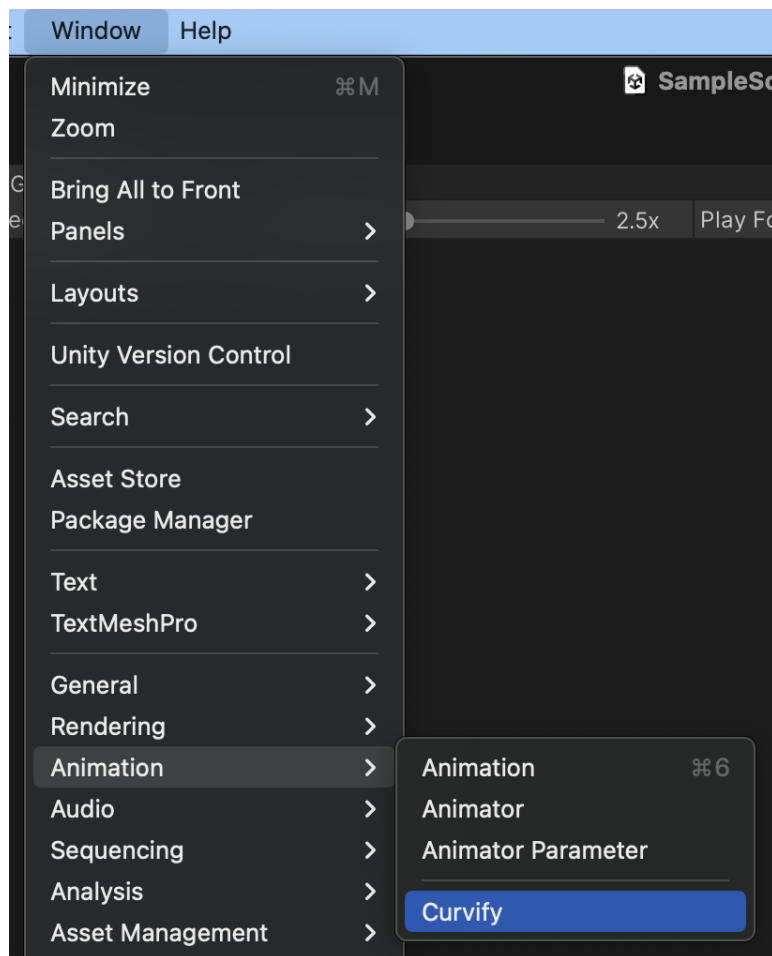 Window Help
Minimize ⌘M
SampleSc
Zoom
G
Bring All to Front
Panels
2.5x Play Fo
Layouts
Unity Version Control
Search
Asset Store
Package Manager
Text
TextMeshPro
General
Rendering
Animation
Audio
Sequencing
Analysis
Asset Management
Animation ⌘6
Animator
Animator Parameter
Curvify